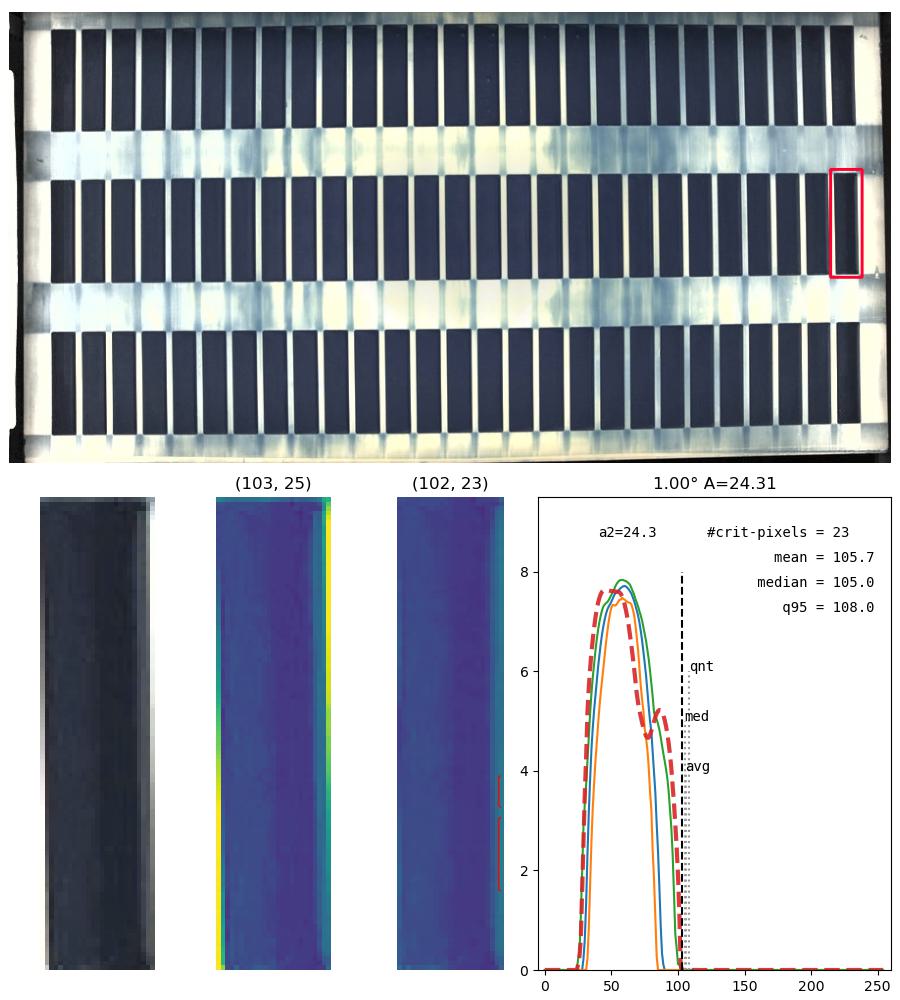 (103, 25)
(102, 23)
1.00° A=24.31
a2=24.3
#crit-pixels = 23
mean = 105.7
median = 105.0
q95 = 108.0
qnt
med
avg
8
6
4
2
0
0 50 100 150 200 250